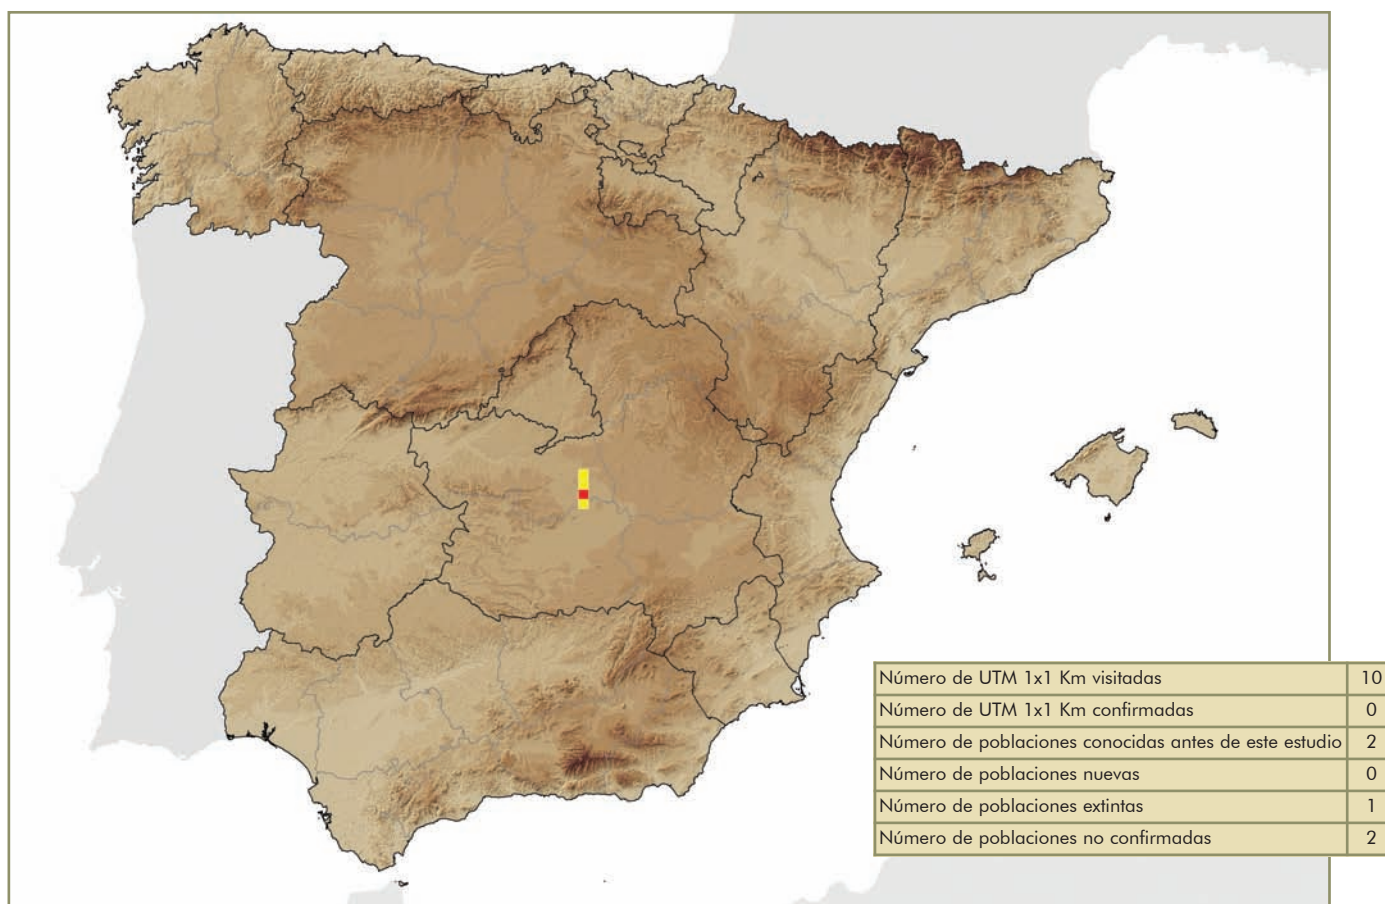 Número de UTM 1x1 Km visitadas 10
Número de UTM 1x1 Km confirmadas 0
Número de poblaciones conocidas antes de este estudio 2
Número de poblaciones nuevas 0
Número de poblaciones extintas 1
Número de poblaciones no confirmadas 2